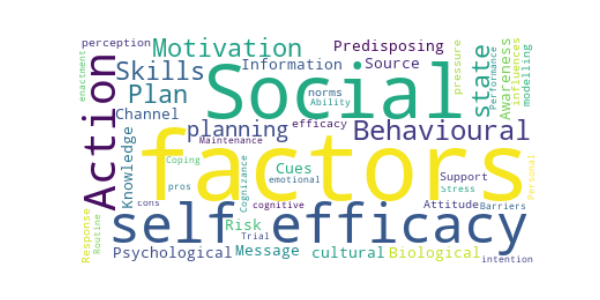 perception
Motivation
Predisposing
pressure
state
Performance
Awareness
influences
modelling
enactment
Action
Skills
Information
Source
Social
norms
Ability
Plan
Channel
planning
efficacy
Behavioural
Maintenance
Knowledge
factors
Coping
pros
cons
Cognizance
Cues
emotional
Support
Stress
Personal
cognitive
Attitude
Barriers
self efficacy
Response
Routine
Risk
Trial
Psychological
Message
cultural
Biological
intention